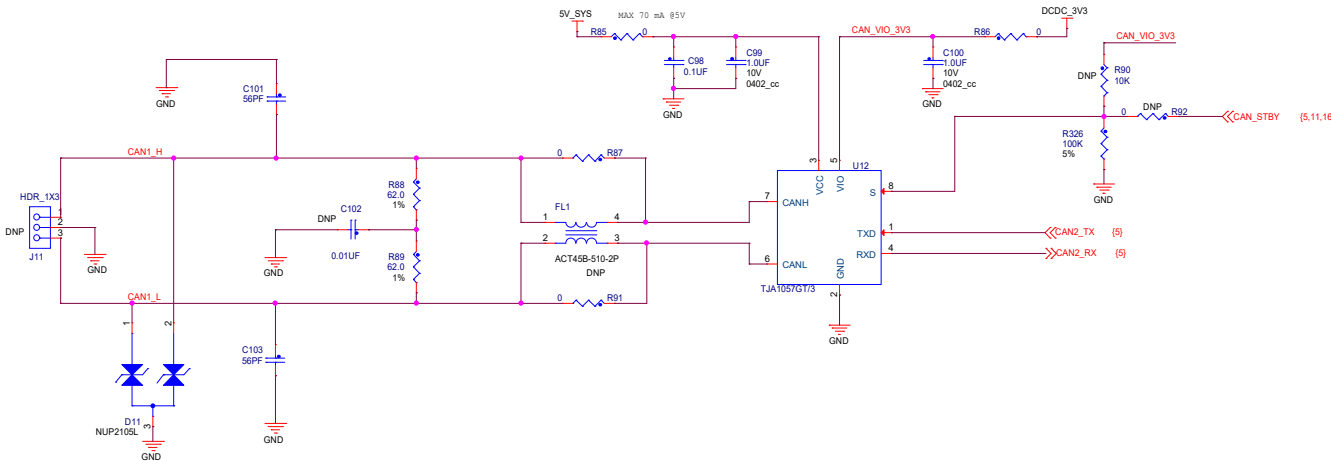 5V_SYS
MAX 70 mA @5V
DCDC_3V3
R85
0
CAN_VIO_3V3
R86
0
CAN_VIO_3V3
C98
0.1UF
C99
1.0UF
10V
0402_cc
GND
C100
1.0UF
10V
0402_cc
GND
DNP
R90
10K
GND
C101
56PF
0
DNP
R92
CAN_STBY
{5,11,16
R326
100K
5%
GND
CAN1_H
0
R87
U12
3
5
VCC
VIO
S
8
HDR_1X3
1
2
3
DNP
J11
GND
R88
62.0
1%
DNP
C102
0.01UF
GND
R89
62.0
1%
FL1
1
4
2
3
ACT45B-510-2P
DNP
7
CANH
6
CANL
TXD
1
CAN2_TX
{5}
RXD
4
CAN2_RX
{5}
GND
2
TJA1057GT/3
GND
CAN1_L
0
R91
1
2
C103
56PF
GND
D11
3
NUP2105L
GND